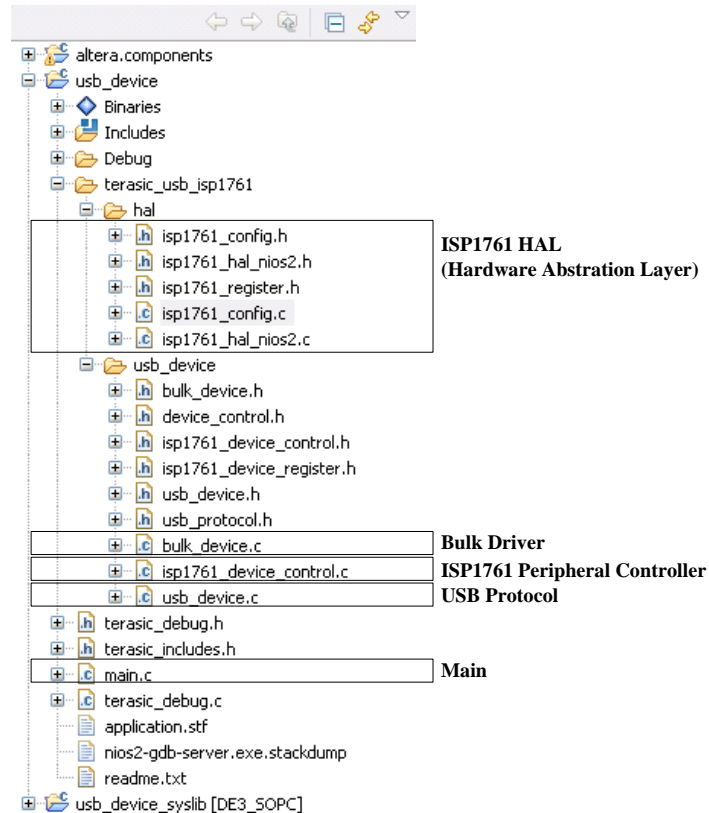 altera.components
usb_device
Binaries
Includes
Debug
terasic_usb_isp1761
hal
.h isp1761_config.h
.h isp1761_hal_nios2.h
.h isp1761_register.h
.c isp1761_config.c
.c isp1761_hal_nios2.c
ISP1761 HAL
(Hardware Abstration Layer)
usb_device
.h bulk_device.h
.h device_control.h
.h isp1761_device_control.h
.h isp1761_device_register.h
.h usb_device.h
.h usb_protocol.h
.c bulk_device.c Bulk Driver
.c isp1761_device_control.c ISP1761 Peripheral Controller
.c usb_device.c USB Protocol
.h terasic_debug.h
.h terasic_includes.h
.c main.c Main
.c terasic_debug.c
application.stf
nios2-gdb-server.exe.stackdump
readme.txt
usb_device_syslib [DE3_SOPC]